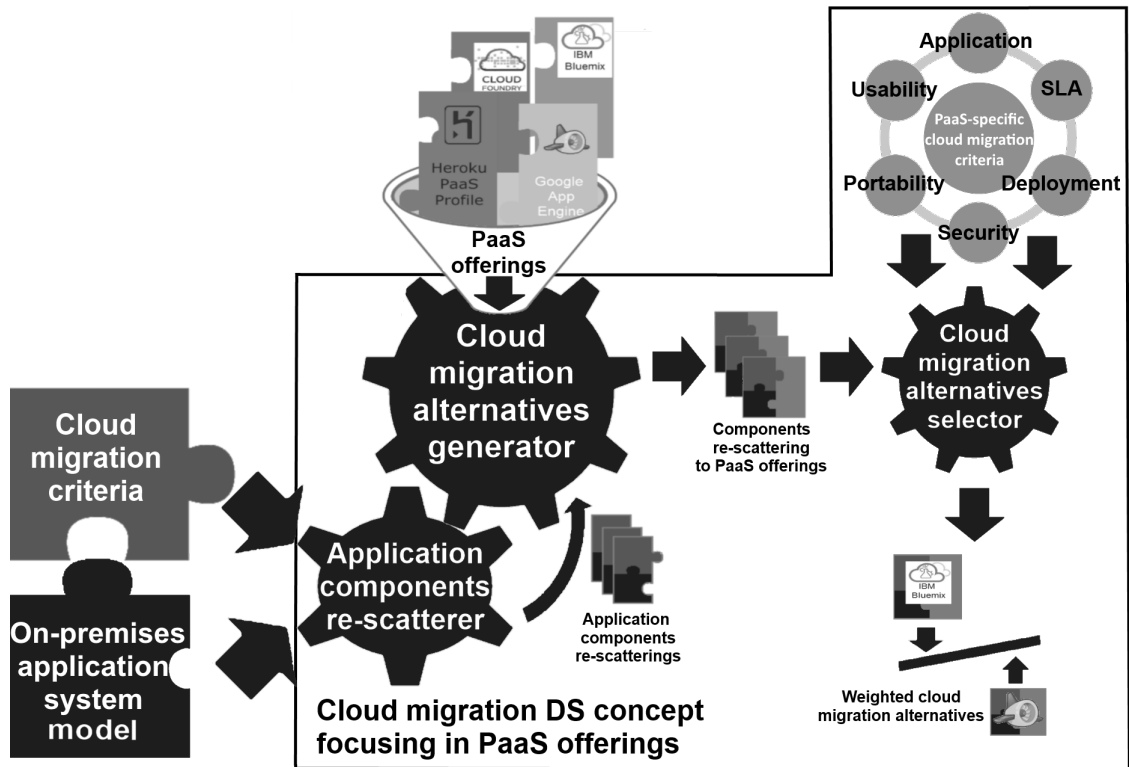 CLOUD
FOUNDRY
IBM
Bluemix
Heroku
PaaS
Profile
Google
App
Engine
PaaS
offerings
Application
Usability
SLA
PaaS-specific
cloud migration
criteria
Portability
Deployment
Security
Cloud
migration
alternatives
generator
Components
re-scattering
to PaaS offerings
Cloud
migration
alternatives
selector
Cloud
migration
criteria
On-premises
application
system
model
Application
components
re-scatterer
Application
components
re-scatterings
IBM
Bluemix
Weighted cloud
migration alternatives
Cloud migration DS concept
focusing in PaaS offerings